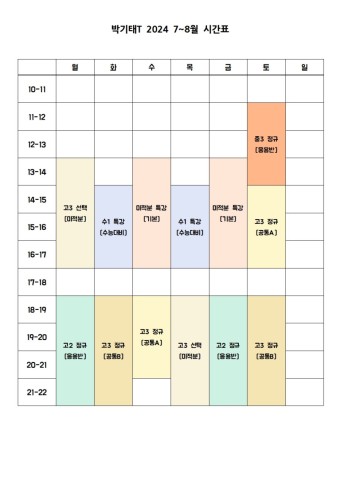 박기태T 2024 7~8월 시간표
월 화 수 목 금 토 일
10-11
11-12
12-13
중3 정규
(응용반)
13-14
14-15
15-16
16-17
고3 선택
(미적분)
수1 특강
(수능대비)
미적분 특강
(기본)
수1 특강
(수능대비)
미적분 특강
(기본)
고3 정규
(공통A)
17-18
18-19
19-20
20-21
21-22
고2 정규
(응용반)
고3 정규
(공통B)
고3 정규
(공통A)
고3 선택
(미적분)
고2 정규
(응용반)
고3 정규
(공통B)